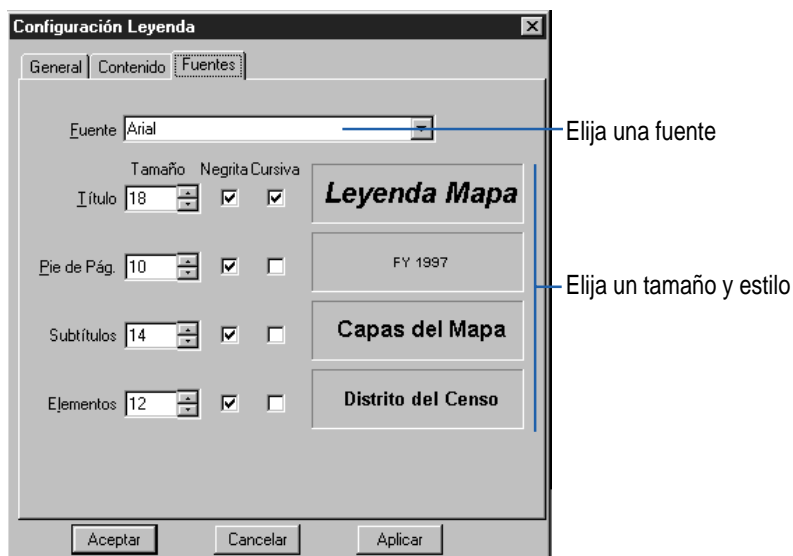 Configuración Leyenda
General Contenido Fuentes
Fuente Arial
Elija una fuente
Tamaño Negrita Cursiva
Título 18
Leyenda Mapa
Pie de Pág. 10
FY 1997
Elija un tamaño y estilo
Subtítulos 14
Capas del Mapa
Elementos 12
Distrito del Censo
Aceptar Cancelar Aplicar